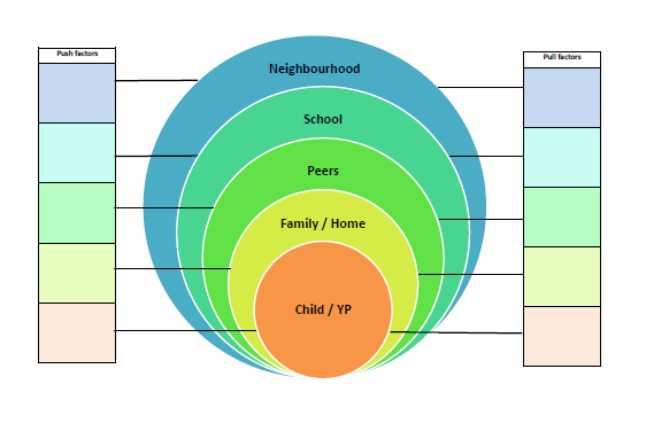 Push factors
Pull factors
Neighbourhood
School
Peers
Family / Home
Child / YP